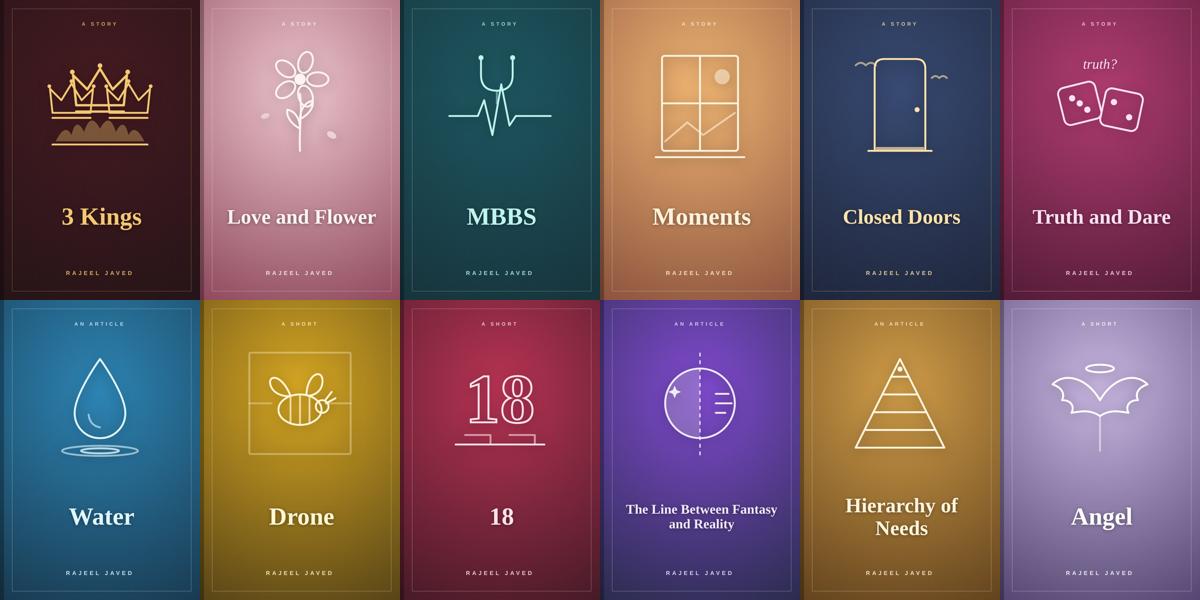 A STORY
3 Kings
RAJEEL JAVED
A STORY
Love and Flower
RAJEEL JAVED
A STORY
MBBS
RAJEEL JAVED
A STORY
Moments
RAJEEL JAVED
A STORY
Closed Doors
RAJEEL JAVED
A STORY
truth?
Truth and Dare
RAJEEL JAVED
AN ARTICLE
Water
RAJEEL JAVED
A SHORT
Drone
RAJEEL JAVED
A SHORT
18
18
RAJEEL JAVED
AN ARTICLE
The Line Between Fantasy
and Reality
RAJEEL JAVED
AN ARTICLE
Hierarchy of
Needs
RAJEEL JAVED
A SHORT
Angel
RAJEEL JAVED